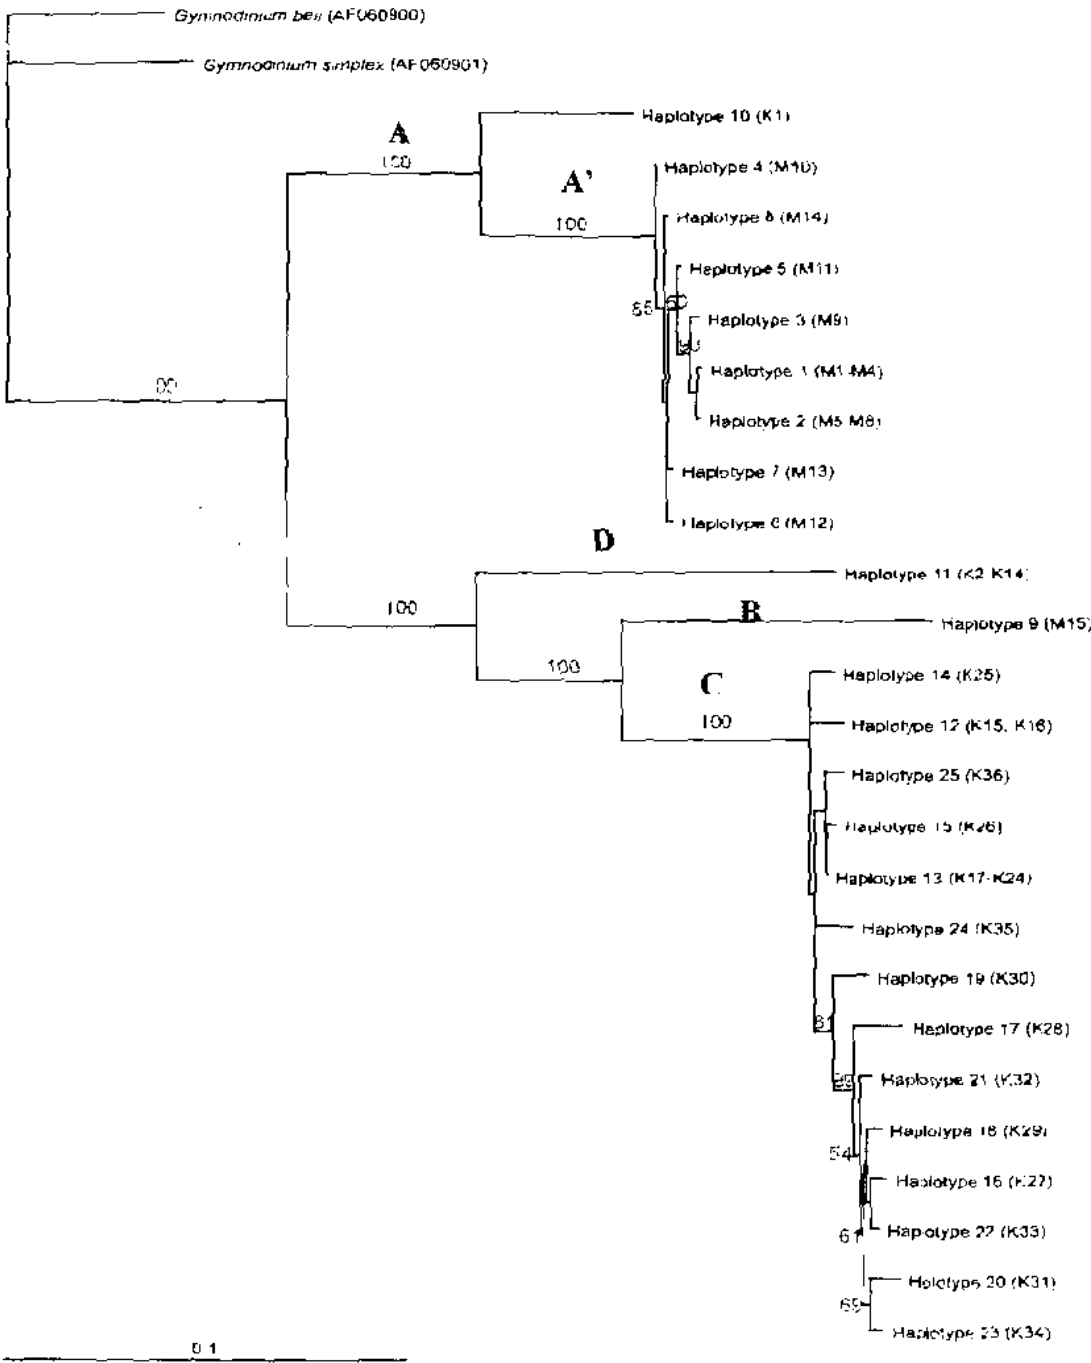 Gymnodinium beii (AF060900)
Gymnodinium simplex (AF060901)
Haplotype 10 (K1)
A
100
Haplotype 4 (M10)
A'
Haplotype 8 (M14)
100
Haplotype 5 (M11)
85
Haplotype 3 (M9)
90
Haplotype 1 (M1-M4)
Haplotype 2 (M5-M8)
Haplotype 7 (M13)
Haplotype 6 (M12)
D
Haplotype 11 (K2-K14)
100
B
Haplotype 9 (M15)
100
C
Haplotype 14 (K25)
100
Haplotype 12 (K15, K16)
Haplotype 25 (K36)
Haplotype 15 (K26)
Haplotype 13 (K17-K24)
Haplotype 24 (K35)
Haplotype 19 (K30)
81
Haplotype 17 (K28)
Haplotype 21 (K32)
Haplotype 18 (K29)
54
Haplotype 16 (K27)
Haplotype 22 (K33)
61
Holotype 20 (K31)
Haplotype 23 (K34)
0.1